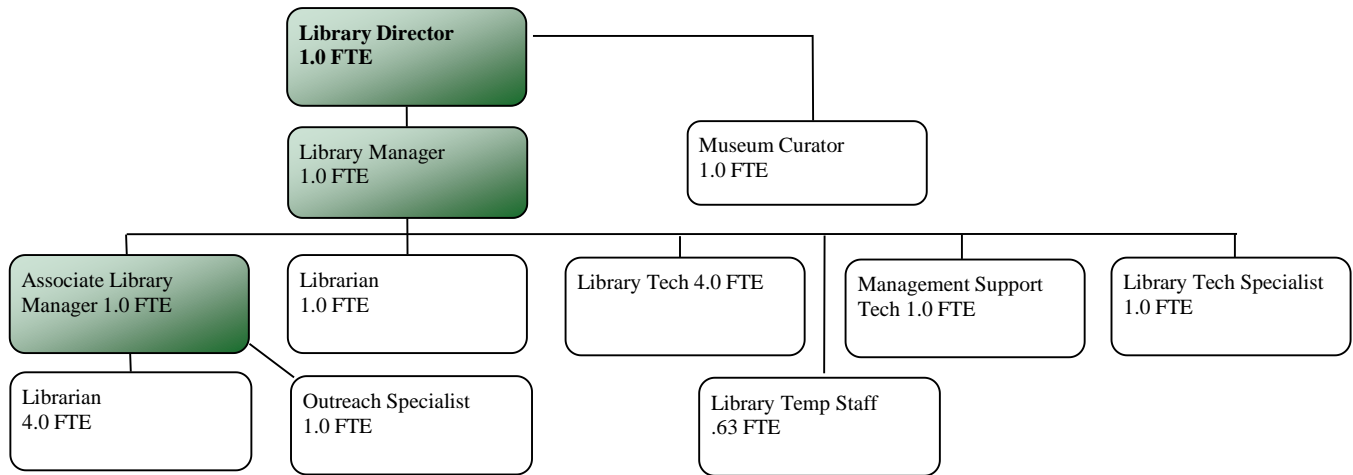 Library Director
1.0 FTE
Library Manager
1.0 FTE
Museum Curator
1.0 FTE
Associate Library
Manager 1.0 FTE
Librarian
1.0 FTE
Library Tech 4.0 FTE
Management Support
Tech 1.0 FTE
Library Tech Specialist
1.0 FTE
Librarian
4.0 FTE
Outreach Specialist
1.0 FTE
Library Temp Staff
.63 FTE